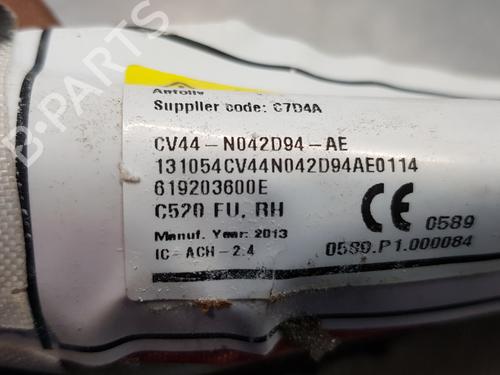 B-PARTS
Autoliv
Supplier code: C7D4A
CV44-N042D94-AE
131054CV44N042D94AE0114
619203600E
C520 FU, RH
Manuf. Year: 2013
IC-ACH-2.4
CE 0589
0589.P1.000084